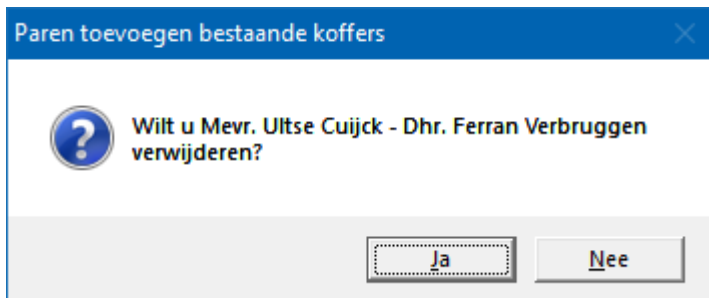 Paren toevoegen bestaande koffers
Wilt u Mevr. Ultse Cuijck - Dhr. Ferran Verbruggen
verwijderen?
Ja
Nee